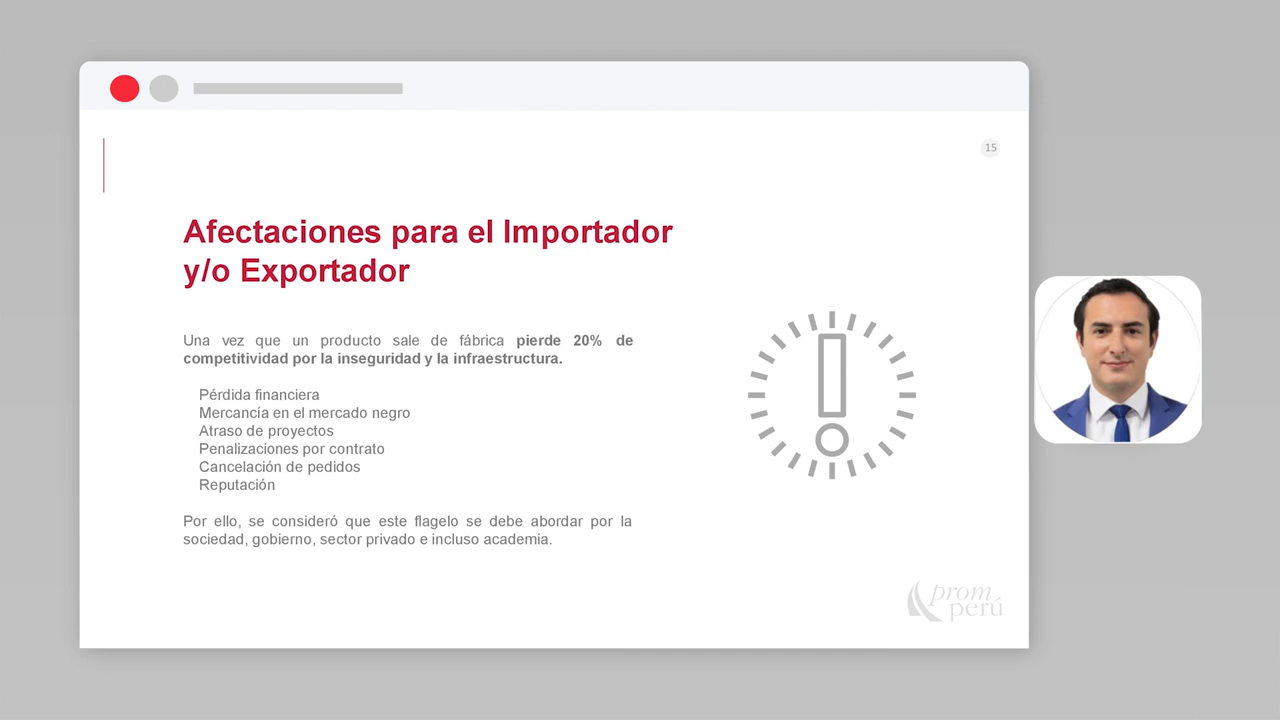 15
Afectaciones para el Importador
y/o Exportador
Una vez que un producto sale de fábrica pierde 20% de
competitividad por la inseguridad y la infraestructura.
Pérdida financiera
Mercancía en el mercado negro
Atraso de proyectos
Penalizaciones por contrato
Cancelación de pedidos
Reputación
Por ello, se consideró que este flagelo se debe abordar por la
sociedad, gobierno, sector privado e incluso academia.
prom
perú